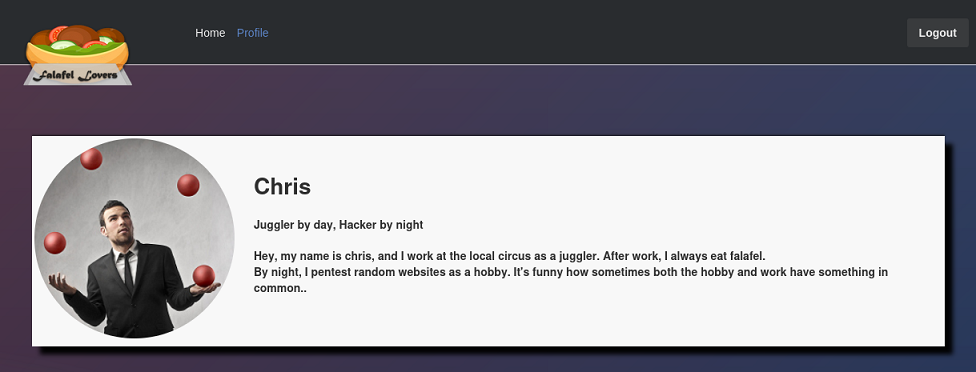 Home Profile
Logout
Falafel Lovers
Chris
Juggler by day, Hacker by night
Hey, my name is chris, and I work at the local circus as a juggler. After work, I always eat falafel.
By night, I pentest random websites as a hobby. It's funny how sometimes both the hobby and work have something in
common..